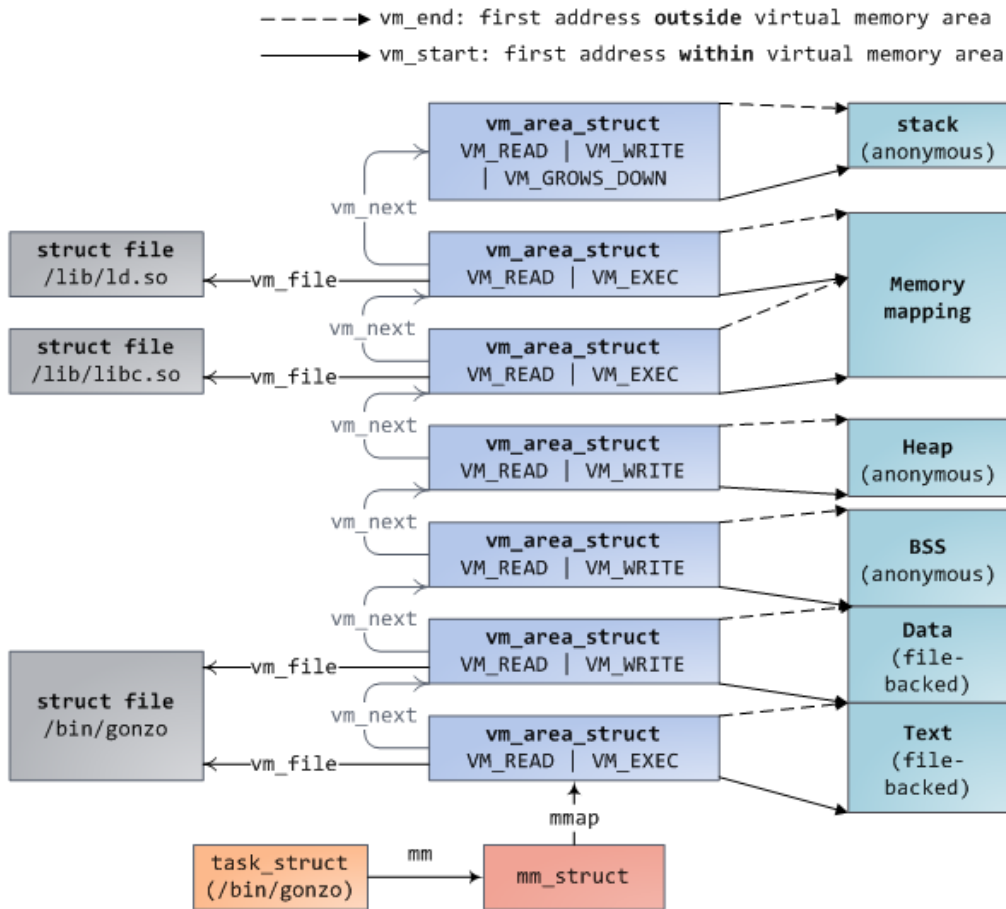 vm_end: first address outside virtual memory area
vm_start: first address within virtual memory area
vm_area_struct
VM_READ | VM_WRITE
| VM_GROWS_DOWN
stack
(anonymous)
vm_next
struct file
/lib/ld.so
vm_file
vm_area_struct
VM_READ | VM_EXEC
Memory
mapping
vm_next
struct file
/lib/libc.so
vm_file
vm_area_struct
VM_READ | VM_EXEC
vm_next
vm_area_struct
VM_READ | VM_WRITE
Heap
(anonymous)
vm_next
vm_area_struct
VM_READ | VM_WRITE
BSS
(anonymous)
vm_next
vm_area_struct
VM_READ | VM_WRITE
Data
(file-
backed)
vm_file
struct file
/bin/gonzo
vm_next
vm_area_struct
VM_READ | VM_EXEC
Text
(file-
backed)
vm_file
mmap
task_struct
(/bin/gonzo)
mm
mm_struct